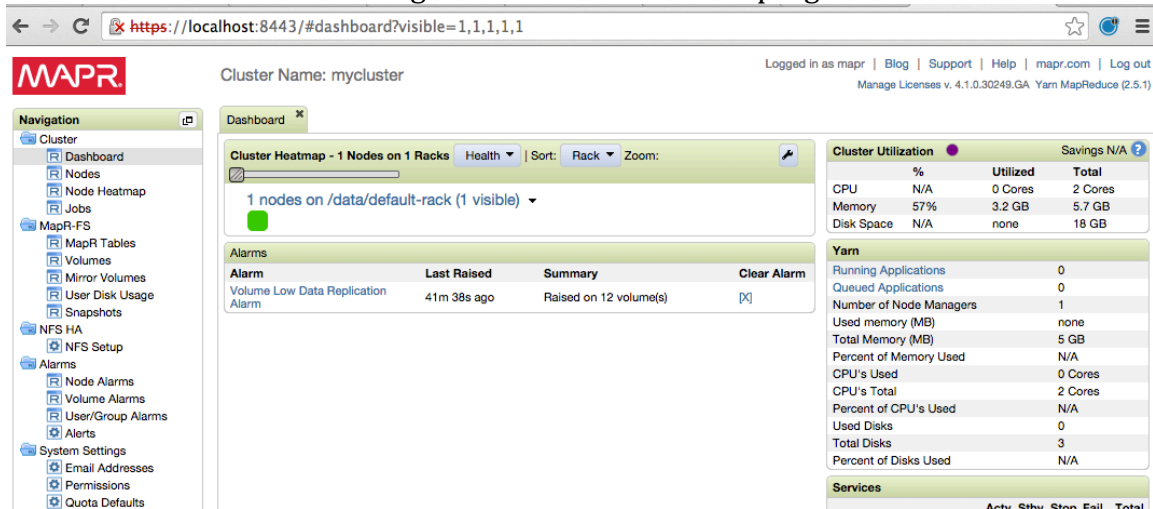 https://localhost:8443/#dashboard?visible=1,1,1,1,1
MAPR.
Cluster Name: mycluster
Logged in as mapr | Blog | Support | Help | mapr.com | Log out
Manage Licenses v. 4.1.0.30249.GA Yarn MapReduce (2.5.1)
Navigation
Cluster
R Dashboard
R Nodes
R Node Heatmap
R Jobs
MapR-FS
R MapR Tables
R Volumes
R Mirror Volumes
R User Disk Usage
R Snapshots
NFS HA
NFS Setup
Alarms
R Node Alarms
R Volume Alarms
R User/Group Alarms
Alerts
System Settings
Email Addresses
Permissions
Quota Defaults
Dashboard
Cluster Heatmap - 1 Nodes on 1 Racks Health | Sort: Rack Zoom:
1 nodes on /data/default-rack (1 visible)
Alarms
Alarm Last Raised Summary Clear Alarm
Volume Low Data Replication
Alarm 41m 38s ago Raised on 12 volume(s) [X]
Cluster Utilization Savings N/A ?
% Utilized Total
CPU N/A 0 Cores 2 Cores
Memory 57% 3.2 GB 5.7 GB
Disk Space N/A none 18 GB
Yarn
Running Applications 0
Queued Applications 0
Number of Node Managers 1
Used memory (MB) none
Total Memory (MB) 5 GB
Percent of Memory Used N/A
CPU's Used 0 Cores
CPU's Total 2 Cores
Percent of CPU's Used N/A
Used Disks 0
Total Disks 3
Percent of Disks Used N/A
Services
Actv Stby Stop Fail Total